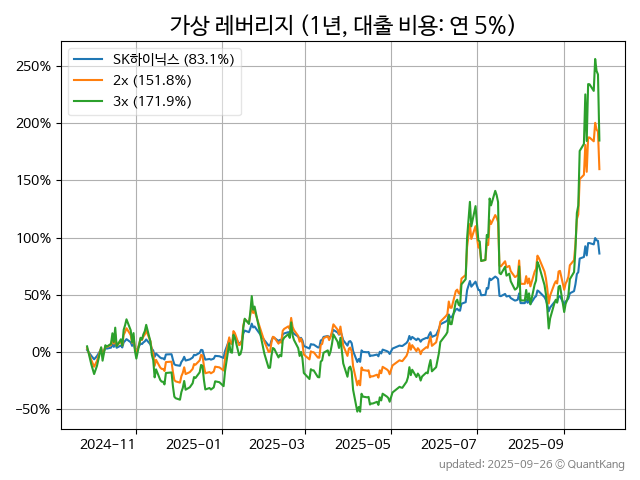 가상 레버리지 (1년, 대출 비용: 연 5%)
SK하이닉스 (83.1%)
2x (151.8%)
3x (171.9%)
250%
200%
150%
100%
50%
0%
−50%
2024-11
2025-01
2025-03
2025-05
2025-07
2025-09
updated: 2025-09-26 © QuantKang